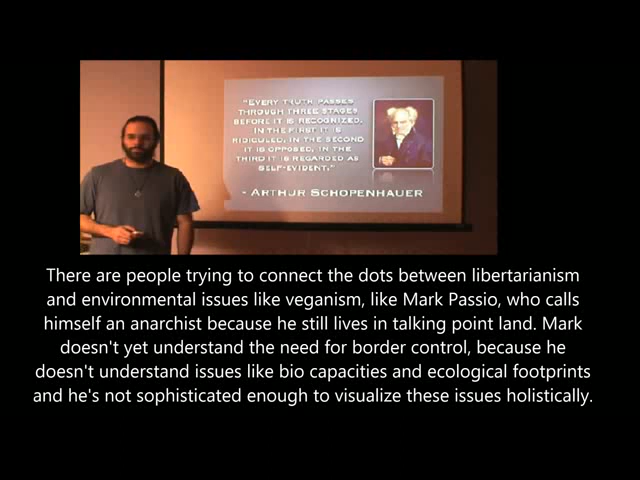 "EVERY TRUTH PASSES
THROUGH THREE STAGES
BEFORE IT IS RECOGNIZED.
IN THE FIRST IT IS
RIDICULED, IN THE SECOND
IT IS OPPOSED, IN THE
THIRD IT IS REGARDED AS
SELF-EVIDENT."
- ARTHUR SCHOPENHAUER
There are people trying to connect the dots between libertarianism
and environmental issues like veganism, like Mark Passio, who calls
himself an anarchist because he still lives in talking point land. Mark
doesn't yet understand the need for border control, because he
doesn't understand issues like bio capacities and ecological footprints
and he's not sophisticated enough to visualize these issues holistically.